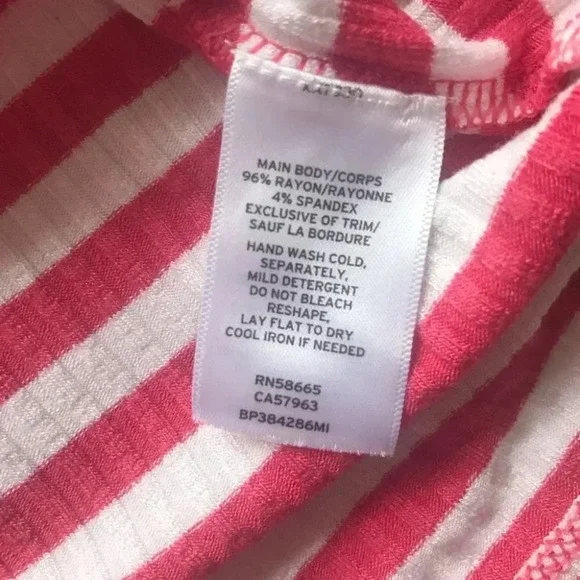 MAIN BODY/CORPS
96% RAYON/RAYONNE
4% SPANDEX
EXCLUSIVE OF TRIM/
SAUF LA BORDURE
HAND WASH COLD,
SEPARATELY,
MILD DETERGENT
DO NOT BLEACH
RESHAPE,
LAY FLAT TO DRY
COOL IRON IF NEEDED
RN58665
CA57963
BP384286MI